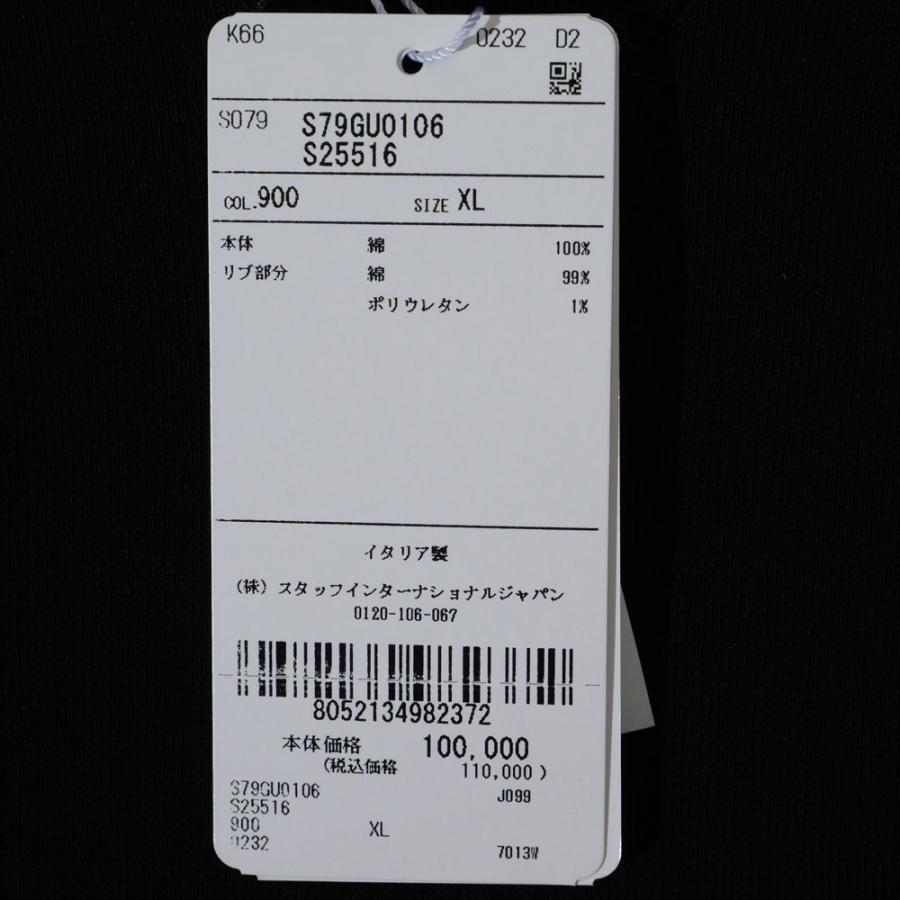 K66 0232 D2
S079 S79GU0106
S25516
COL.900 SIZE XL
本体 綿 100%
リブ部分 綿 99%
ポリウレタン 1%
イタリア製
(株) スタッフインターナショナルジャパン
0120-106-067
8052134982372
本体価格 100,000
(税込価格 110,000 )
S79GU0106 J099
S25516
900 XL
0232 7013W